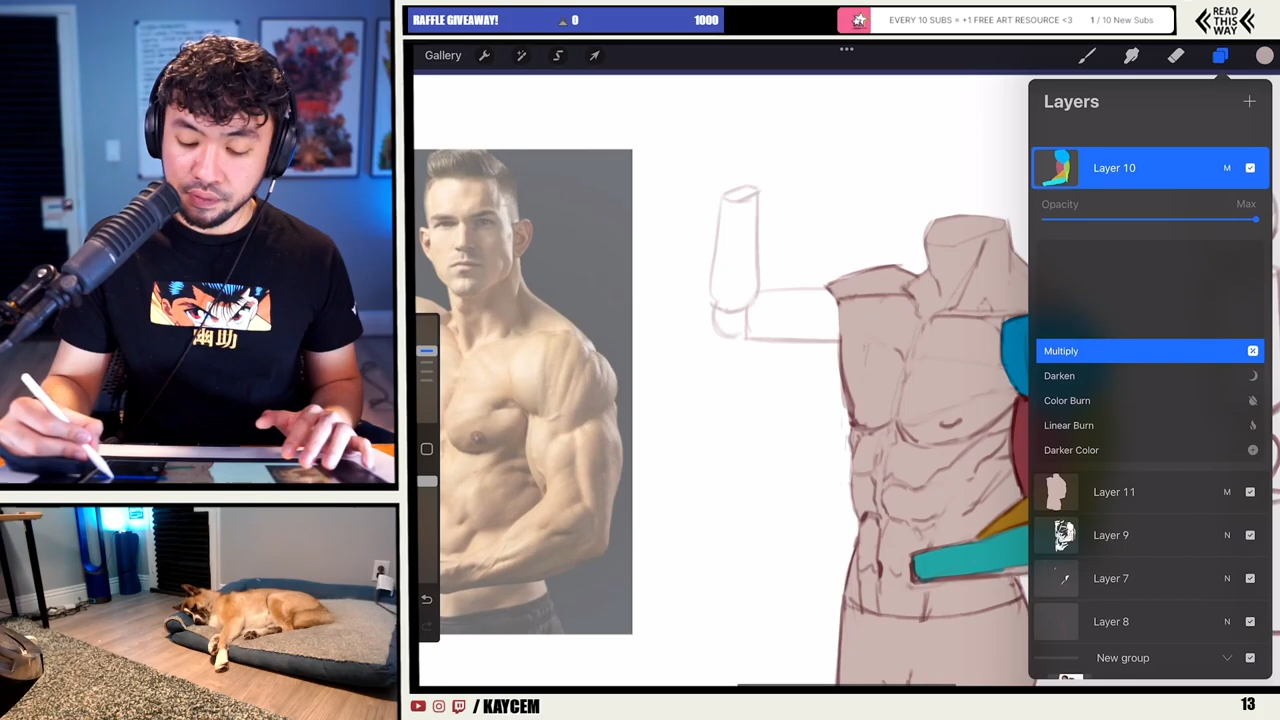 RAFFLE GIVEAWAY! 0 1000
EVERY 10 SUBS = +1 FREE ART RESOURCE <3 1 / 10 New Subs
READ
THIS
WAY
Gallery
Layers
Layer 10 M
Opacity Max
Multiply
Darken
Color Burn
Linear Burn
Darker Color
Layer 11 M
Layer 9 N
Layer 7 N
Layer 8 N
New group
幽助
/ KAYCEM
13